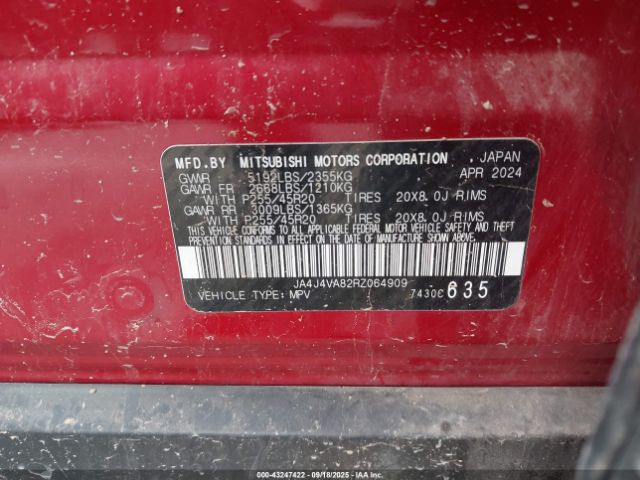 MFD.BY MITSUBISHI MOTORS CORPORATION , JAPAN
GVWR 5192LBS/2355KG APR 2024
GAWR FR 2668LBS/1210KG
WITH P255/45R20 TIRES 20X8.0J RIMS
GAWR RR 3009LBS/1365KG
WITH P255/45R20 TIRES 20X8.0J RIMS
THIS VEHICLE CONFORMS TO ALL APPLICABLE FEDERAL MOTOR VEHICLE SAFETY AND THEFT
PREVENTION STANDARDS IN EFFECT ON THE DATE OF MANUFACTURE SHOWN ABOVE.
JA4J4VA82RZ064909
VEHICLE TYPE: MPV 7430C 635
© - 43247422 - 09/18/2025 - IAA Inc.